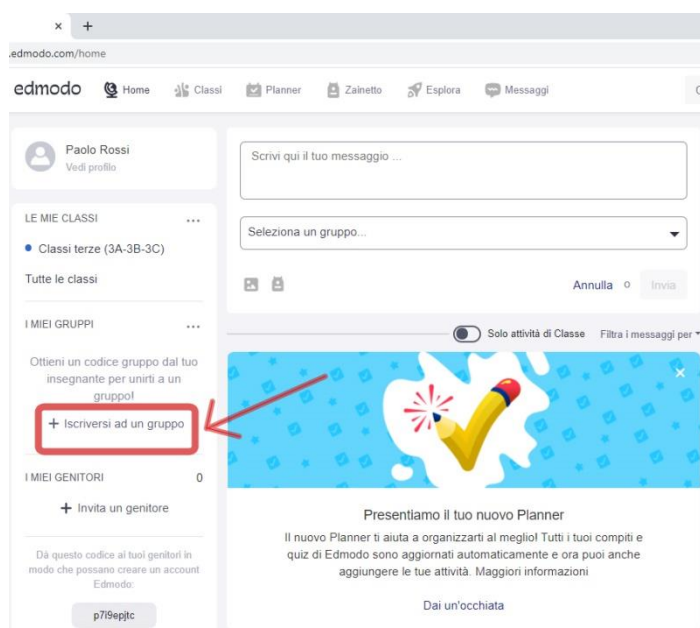 × +
.edmodo.com/home
edmodo Home Classi Planner Zainetto Esplora Messaggi
Paolo Rossi
Vedi profilo
LE MIE CLASSI ...
Classi terze (3A-3B-3C)
Tutte le classi
I MIEI GRUPPI ...
Ottieni un codice gruppo dal tuo
insegnante per unirti a un
gruppo!
+ Iscriversi ad un gruppo
I MIEI GENITORI 0
+ Invita un genitore
Dà questo codice ai tuoi genitori in
modo che possano creare un account
Edmodo:
p7i9epjtc
Scrivi qui il tuo messaggio ...
Seleziona un gruppo...
Annulla o Invia
Solo attività di Classe Filtra i messaggi per
×
Presentiamo il tuo nuovo Planner
Il nuovo Planner ti aiuta a organizzarti al meglio! Tutti i tuoi compiti e
quiz di Edmodo sono aggiornati automaticamente e ora puoi anche
aggiungere le tue attività. Maggiori informazioni
Dai un'occhiata